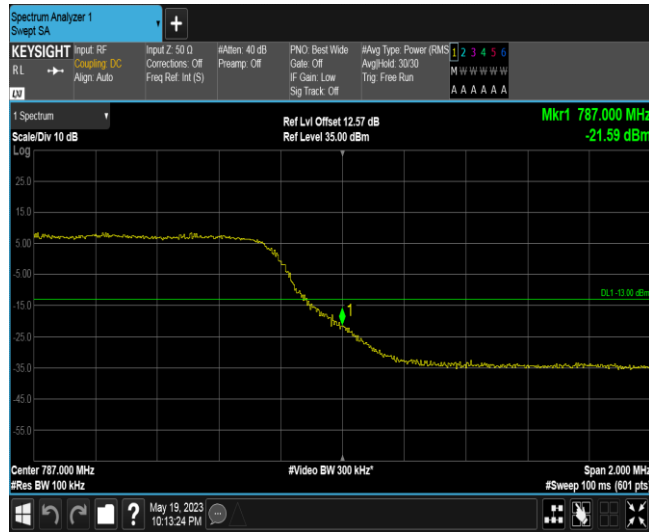 Spectrum Analyzer 1
Swept SA
KEYSIGHT
RL
LXI
Input: RF
Coupling: DC
Align: Auto
Input Z: 50 Ω
Corrections: Off
Freq Ref: Int (S)
#Atten: 40 dB
Preamp: Off
PNO: Best Wide
Gate: Off
IF Gain: Low
Sig Track: Off
#Avg Type: Power (RMS
Avg|Hold: 30/30
Trig: Free Run
1 2 3 4 5 6
M W W W W W
A A A A A A
1 Spectrum
Scale/Div 10 dB
Ref Lvl Offset 12.57 dB
Ref Level 35.00 dBm
Mkr1 787.000 MHz
-21.59 dBm
Log
25.0
15.0
5.00
-5.00
-15.0
-25.0
-35.0
-45.0
-55.0
DL1 -13.00 dBm
1
Center 787.000 MHz
#Res BW 100 kHz
#Video BW 300 kHz*
Span 2.000 MHz
#Sweep 100 ms (601 pts)
?
May 19, 2023
10:13:24 PM